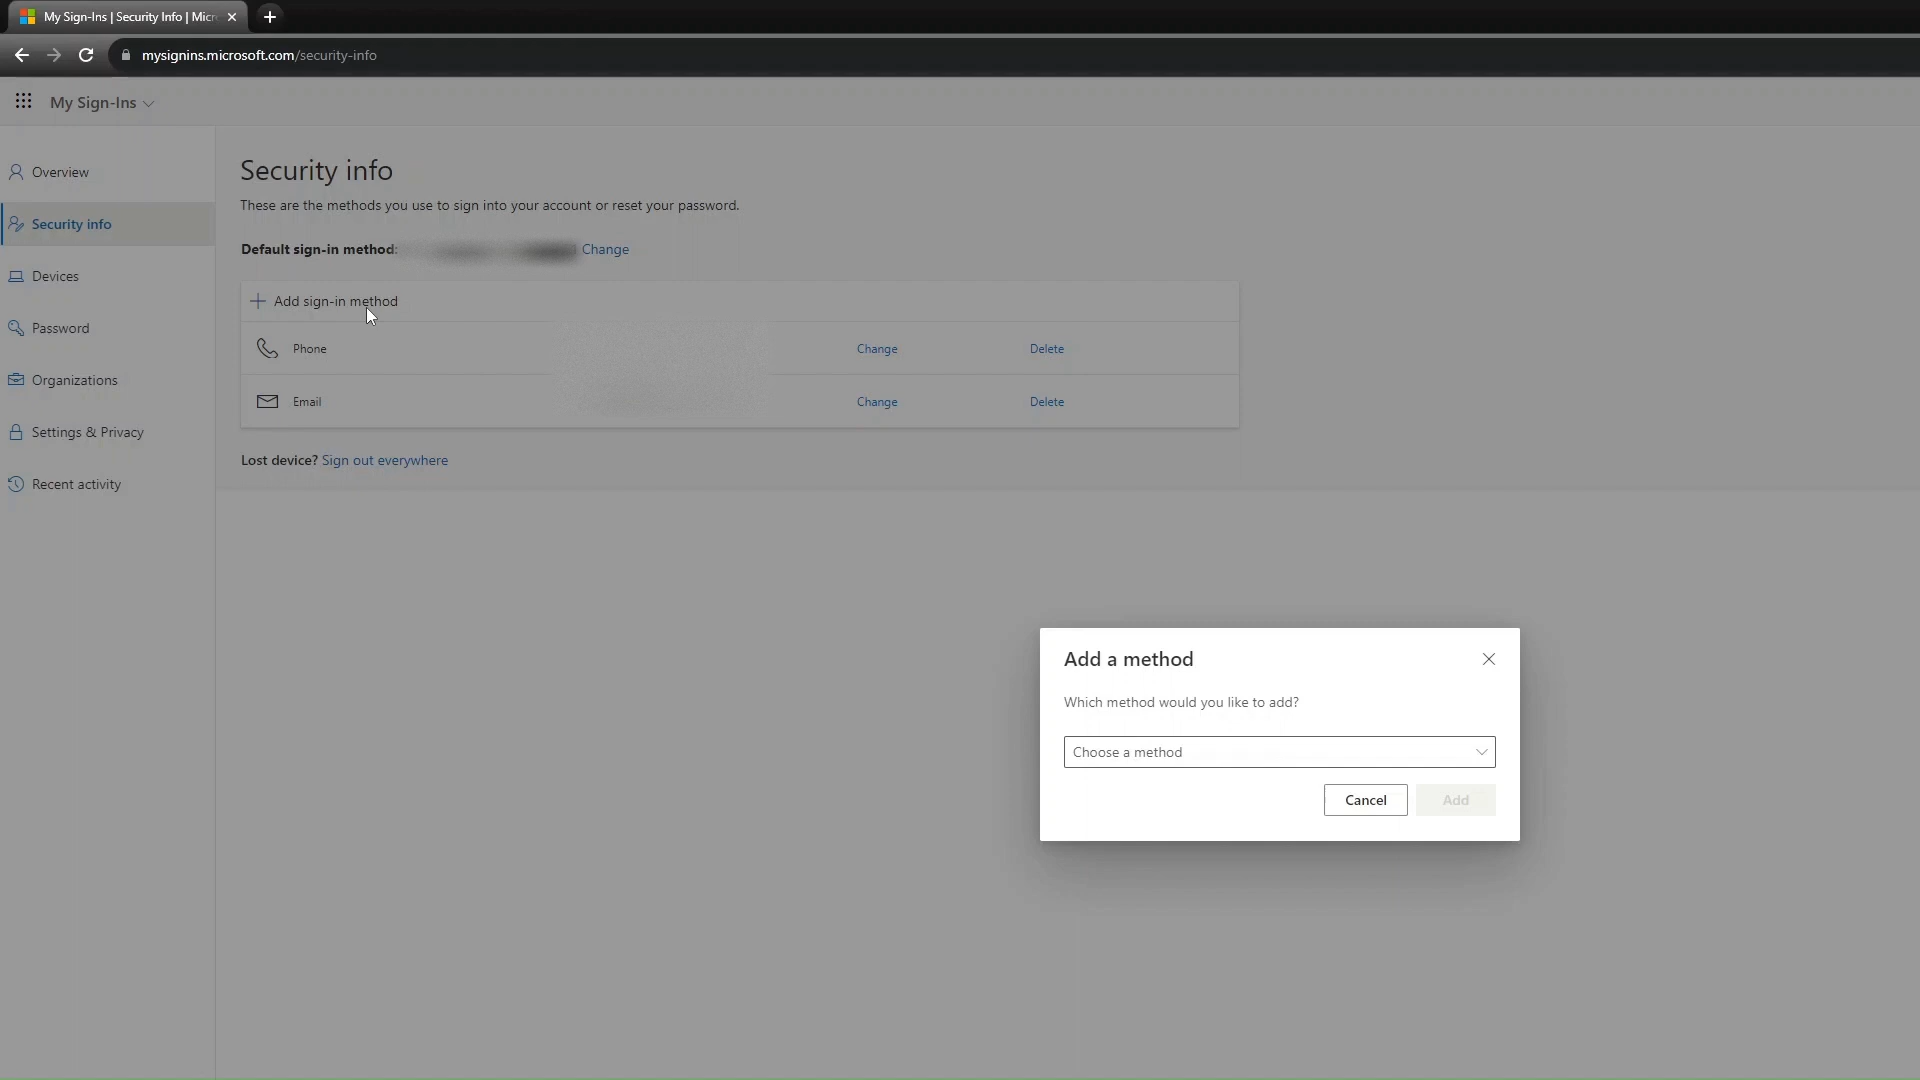 My Sign-Ins | Security Info | Micr
mysignins.microsoft.com/security-info
My Sign-Ins
Overview
Security info
Devices
Password
Organizations
Settings & Privacy
Recent activity
Security info
These are the methods you use to sign into your account or reset your password.
Default sign-in method: Change
Add sign-in method
Phone Change Delete
Email Change Delete
Lost device? Sign out everywhere
Add a method
Which method would you like to add?
Choose a method
Cancel Add